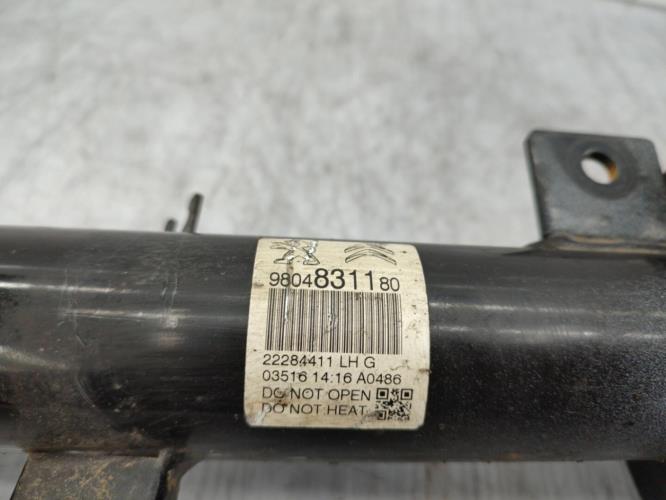 9804831180
22284411 LH G
03516 14:16 A0486
DO NOT OPEN
DO NOT HEAT